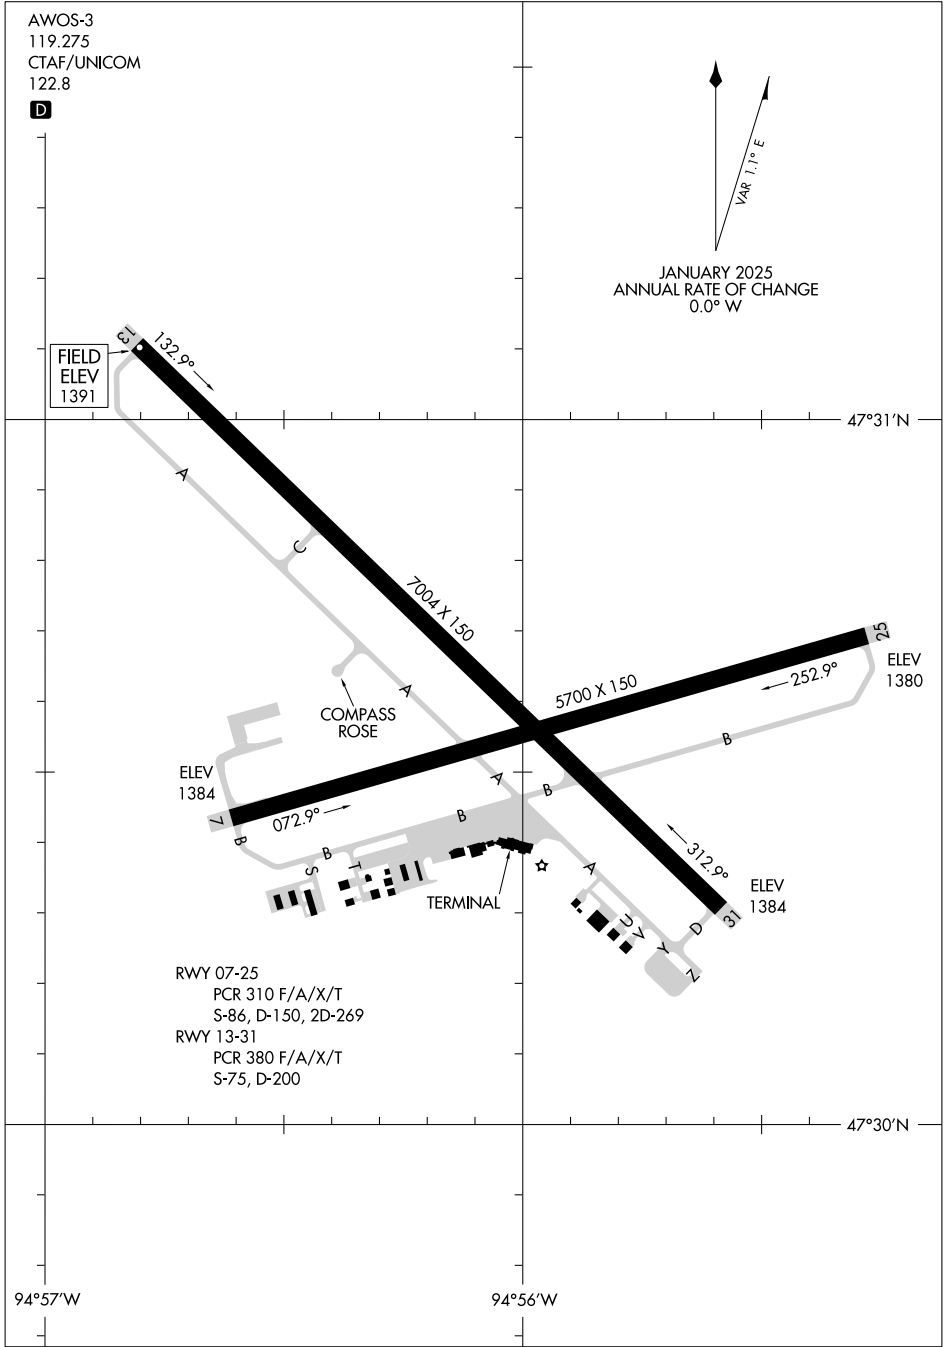 AWOS-3
119.275
CTAF/UNICOM
122.8
D
VAR 1.1° E
JANUARY 2025
ANNUAL RATE OF CHANGE
0.0° W
13
132.9°
FIELD
ELEV
1391
47°31'N
A
C
7004 X 150
25
ELEV
1380
252.9°
5700 X 150
A
COMPASS
ROSE
B
ELEV
1384
A
B
7
072.9°
B
B
B
S
T
TERMINAL
A
312.9°
ELEV
1384
31
D
U
V
Y
Z
RWY 07-25
PCR 310 F/A/X/T
S-86, D-150, 2D-269
RWY 13-31
PCR 380 F/A/X/T
S-75, D-200
47°30'N
94°57'W
94°56'W